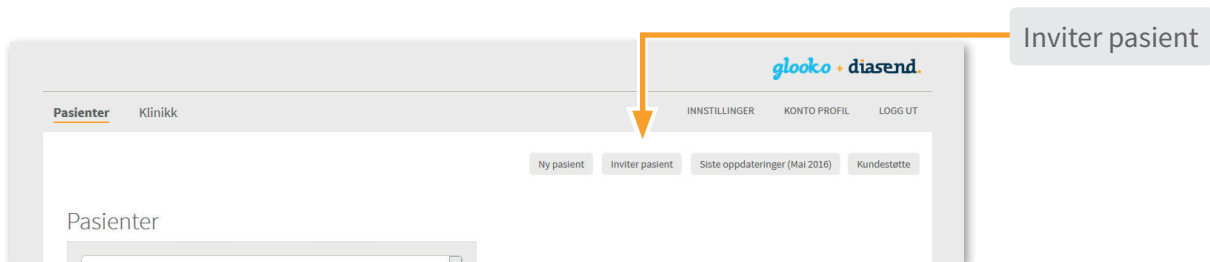 Inviter pasient
glooko + diasend.
Pasienter Klinikk INNSTILLINGER KONTO PROFIL LOGG UT
Ny pasient Inviter pasient Siste oppdateringer (Mai 2016) Kundestøtte
Pasienter